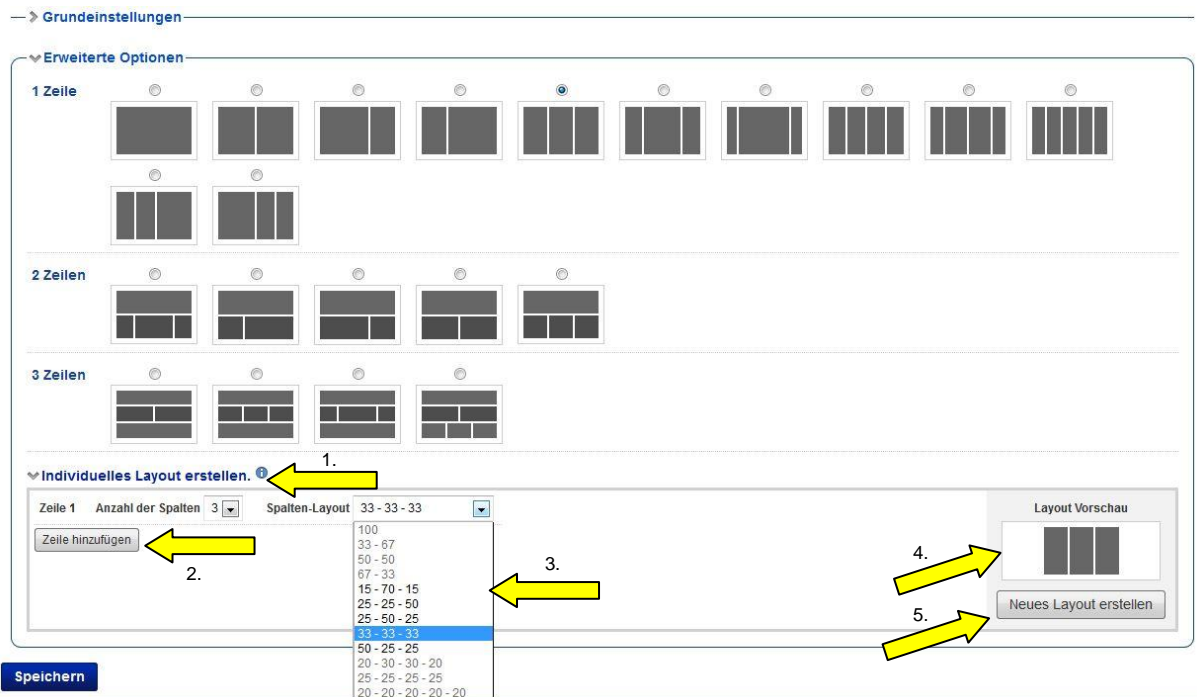 Grundeinstellungen
Erweiterte Optionen
1 Zeile
2 Zeilen
3 Zeilen
1.
Individuelles Layout erstellen.
Zeile 1 Anzahl der Spalten 3 Spalten-Layout 33 - 33 - 33
Layout Vorschau
100
Zeile hinzufügen
33 - 67
50 - 50
67 - 33
2.
3.
4.
15 - 70 - 15
25 - 25 - 50
Neues Layout erstellen
25 - 50 - 25
5.
33 - 33 - 33
50 - 25 - 25
20 - 30 - 30 - 20
25 - 25 - 25 - 25
20 - 20 - 20 - 20 - 20
Speichern